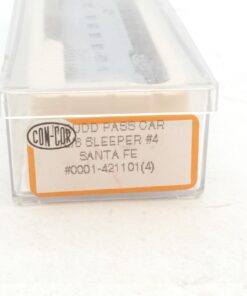 CON-COR
UDD PASS CAR
/6 SLEEPER #4
SANTA FE
#0001-421101(4)